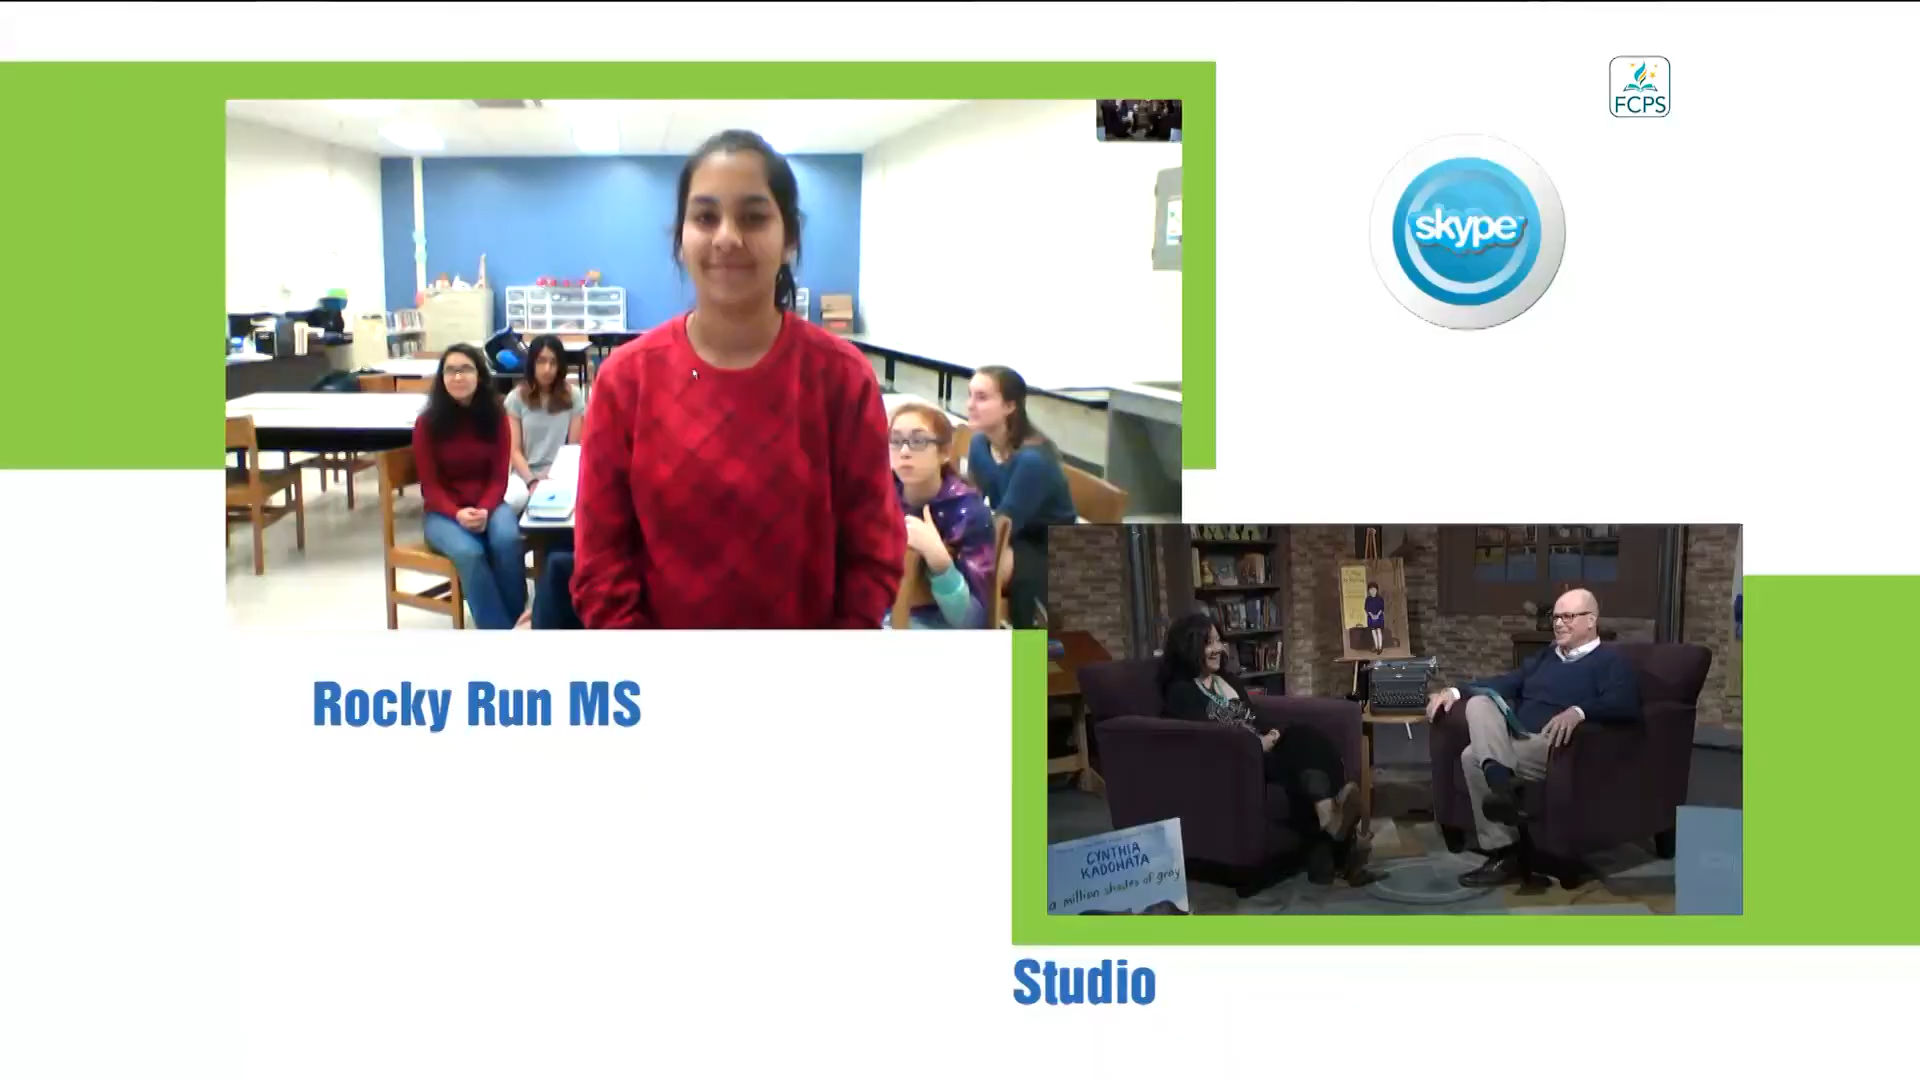 FCPS
skype
Rocky Run MS
CYNTHIA
KADOHATA
a million shades of gray
Studio